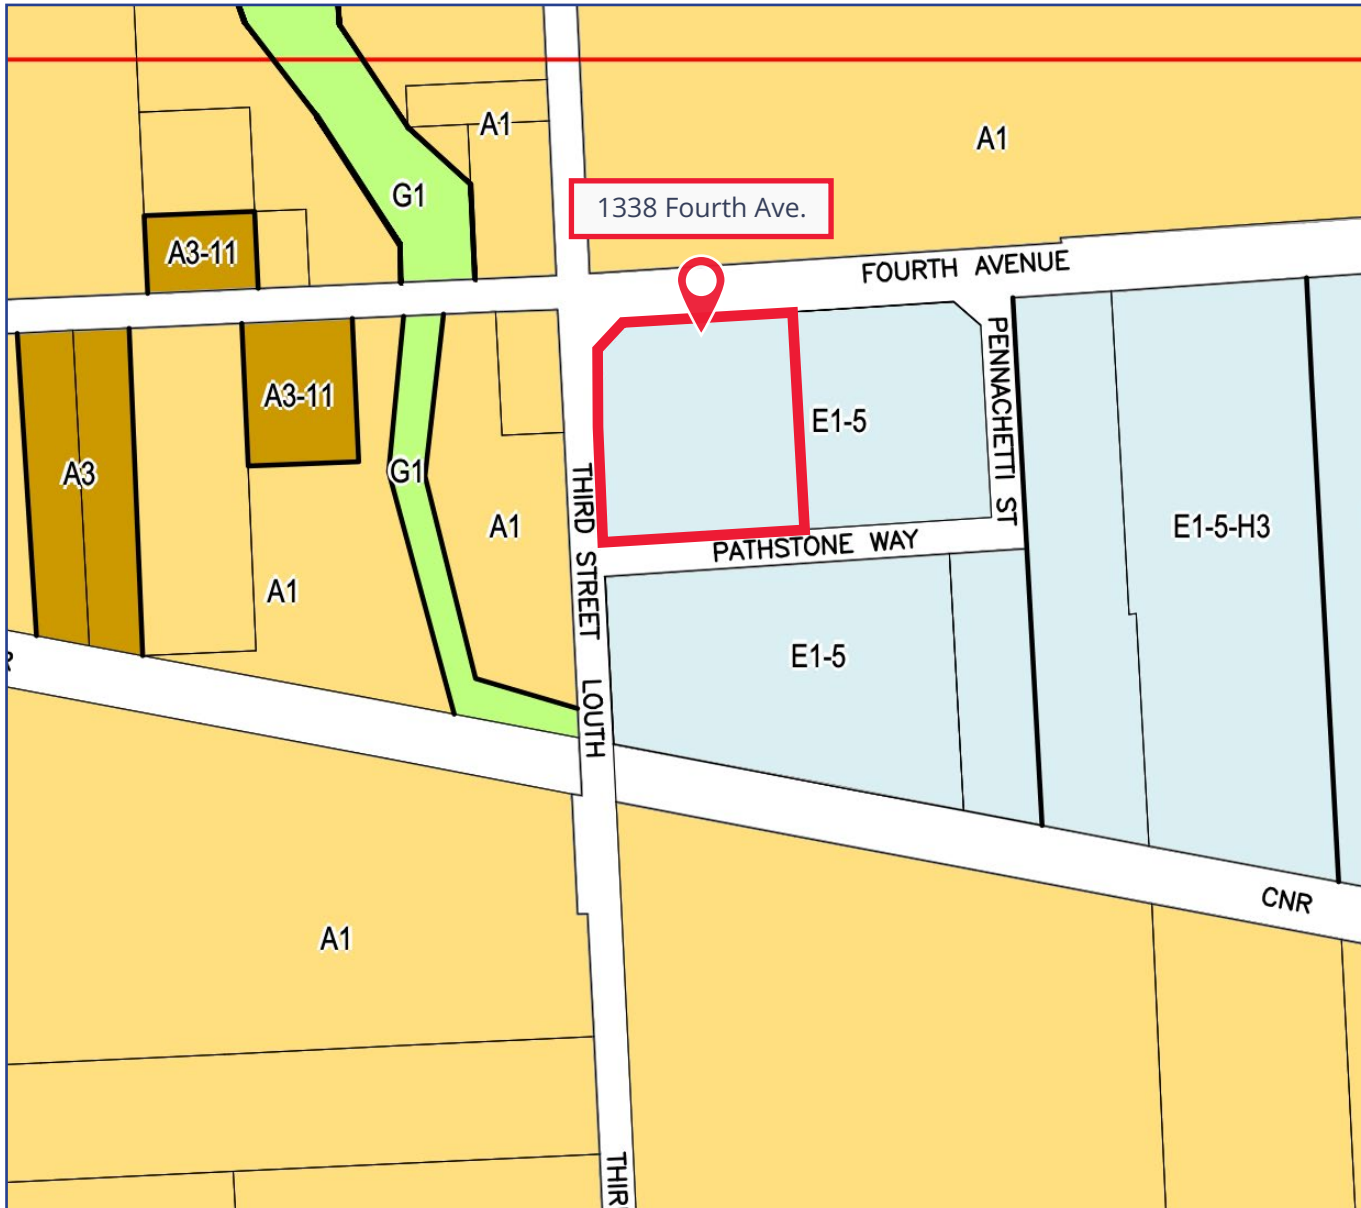 A1
A1
G1
1338 Fourth Ave.
A3-11
FOURTH AVENUE
PENNACHETTI ST
A3-11
E1-5
A3
G1
THIRD STREET LOUTH
A1
E1-5-H3
PATHSTONE WAY
A1
E1-5
CNR
A1